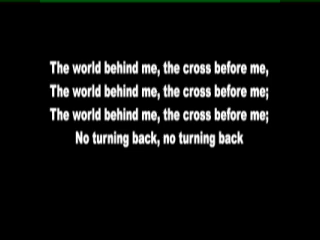 The world behind me, the cross before me,
The world behind me, the cross before me;
The world behind me, the cross before me;
No turning back, no turning back